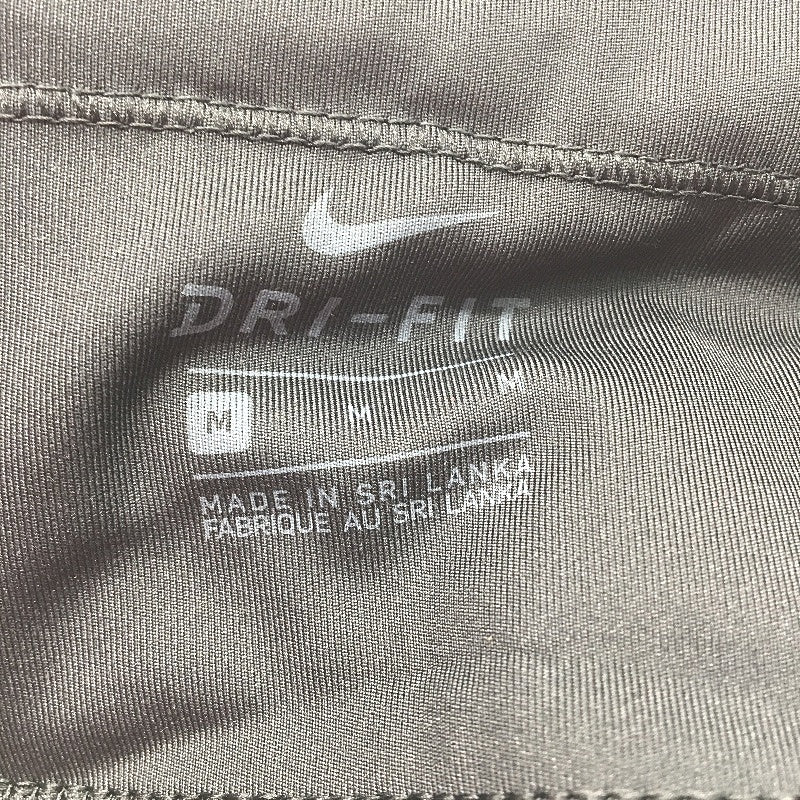 DRI-FIT
M M M
MADE IN SRI LANKA
FABRIQUE AU SRI LANKA